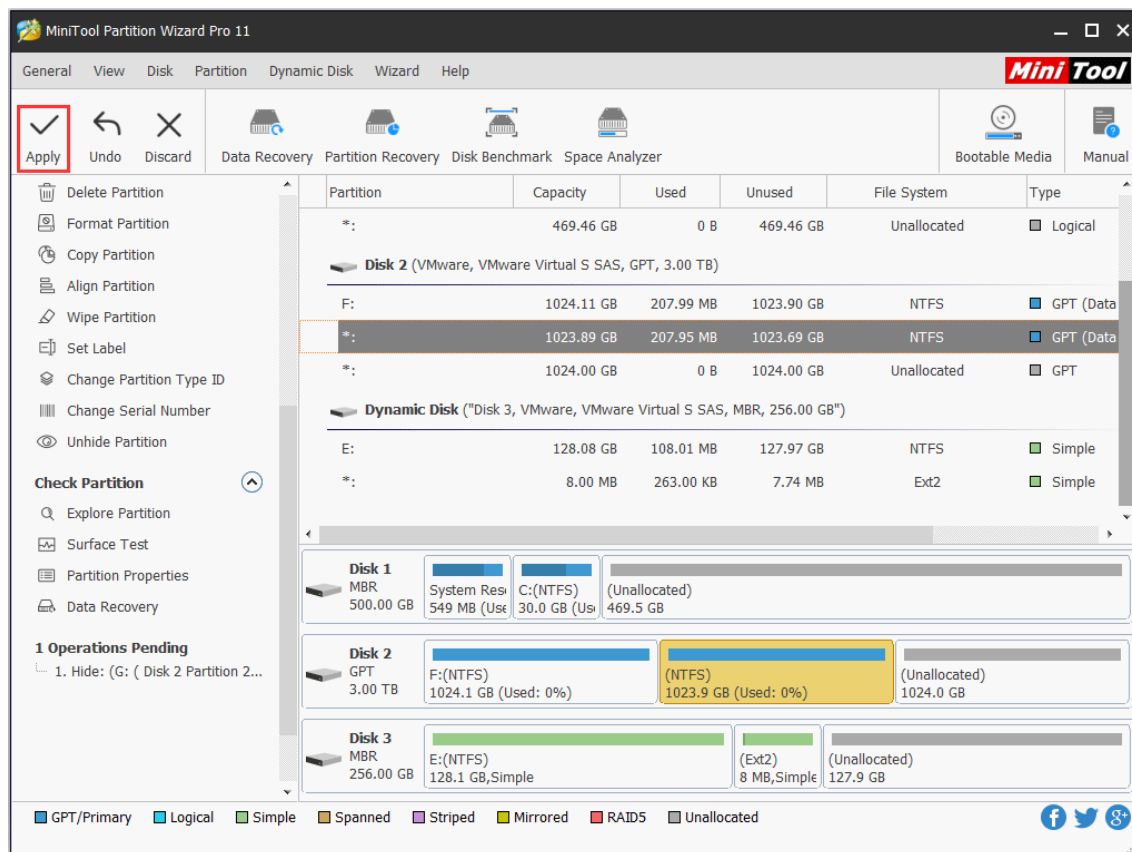 MiniTool Partition Wizard Pro 11
General View Disk Partition Dynamic Disk Wizard Help
Mini Tool
Apply Undo Discard Data Recovery Partition Recovery Disk Benchmark Space Analyzer Bootable Media Manual
Delete Partition
Format Partition
Copy Partition
Align Partition
Wipe Partition
Set Label
Change Partition Type ID
Change Serial Number
Unhide Partition
Check Partition
Explore Partition
Surface Test
Partition Properties
Data Recovery
1 Operations Pending
1. Hide: (G: ( Disk 2 Partition 2...
Partition Capacity Used Unused File System Type
*: 469.46 GB 0 B 469.46 GB Unallocated Logical
Disk 2 (VMware, VMware Virtual S SAS, GPT, 3.00 TB)
F: 1024.11 GB 207.99 MB 1023.90 GB NTFS GPT (Data
*: 1023.89 GB 207.95 MB 1023.69 GB NTFS GPT (Data
*: 1024.00 GB 0 B 1024.00 GB Unallocated GPT
Dynamic Disk ("Disk 3, VMware, VMware Virtual S SAS, MBR, 256.00 GB")
E: 128.08 GB 108.01 MB 127.97 GB NTFS Simple
*: 8.00 MB 263.00 KB 7.74 MB Ext2 Simple
Disk 1
MBR
500.00 GB
System Res
549 MB (Use
C:(NTFS)
30.0 GB (Us
(Unallocated)
469.5 GB
Disk 2
GPT
3.00 TB
F:(NTFS)
1024.1 GB (Used: 0%)
(NTFS)
1023.9 GB (Used: 0%)
(Unallocated)
1024.0 GB
Disk 3
MBR
256.00 GB
E:(NTFS)
128.1 GB,Simple
(Ext2)
8 MB,Simple
(Unallocated)
127.9 GB
GPT/Primary Logical Simple Spanned Striped Mirrored RAID5 Unallocated